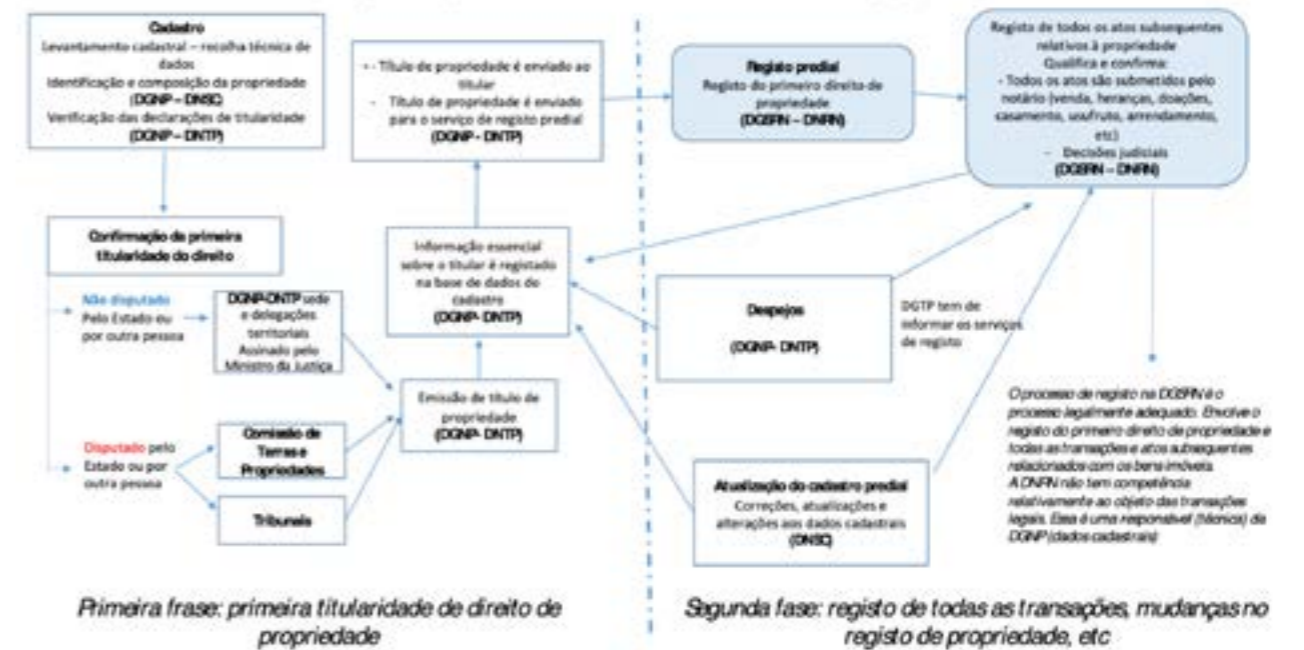 Cadastro
Levantamento cadastral – recolha técnica de
dados
Identificação e composição da propriedade
(DGNP – DNSC)
Verificação das declarações de titularidade
(DGNP – DNTP)
- Título de propriedade é enviado ao
titular
- Título de propriedade é enviado
para o serviço de registo predial
(DGNP - DNTP)
Registo predial
Registo do primeiro direito de
propriedade
(DGSRN – DNRN)
Registo de todos os atos subsequentes
relativos à propriedade
Qualifica e confirma:
- Todos os atos são submetidos pelo
notário (venda, heranças, doações,
casamento, usufruto, arrendamento,
etc)
- Decisões judiciais
(DGSRN – DNRN)
Confirmação da primeira
titularidade do direito
Não disputado
Pelo Estado ou
por outra pessoa
DGNP-DNTP sede
e delegações
territoriais
Assinado pelo
Ministro da Justiça
Informação essencial
sobre o titular é registado
na base de dados do
cadastro
(DGNP- DNTP)
Emissão de título de
propriedade
(DGNP- DNTP)
Disputado pelo
Estado ou por
outra pessoa
Comissão de
Terras e
Propriedades
Tribunais
Despejos
(DGNP- DNTP)
DGTP tem de
informar os serviços
de registo
Atualização do cadastro predial
Correções, atualizações e
alterações aos dados cadastrais
(DNSC)
O processo de registo na DGSRN é o
processo legalmente adequado. Envolve o
registo do primeiro direito de propriedade e
todas as transações e atos subsequentes
relacionados com os bens imóveis.
A DNRN não tem competência
relativamente ao objeto das transações
legais. Essa é uma responsável (técnico) da
DGNP (dados cadastrais)
Primeira frase: primeira titularidade de direito de
propriedade
Segunda fase: registo de todas as transações, mudanças no
registo de propriedade, etc